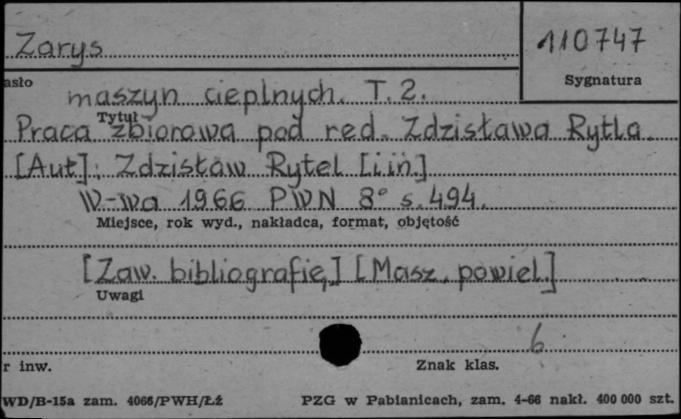 Zarys
110747
asło
Sygnatura
maszyn cieplnych. T. 2.
Tytuł
Praca zbiorowa pod red. Zdzisława Rytla.
[Aut]: Zdzisław Rytel [i in.]
W-wa 1966 PWN 8° s. 494.
Miejsce, rok wyd., nakładca, format, objętość
[Zaw. bibliografię] [Masz. powiel.]
Uwagi
6
r inw.
Znak klas.
WD/B-15a zam. 4066/PWH/Łż
PZG w Pabianicach, zam. 4-66 nakł. 400 000 szt.